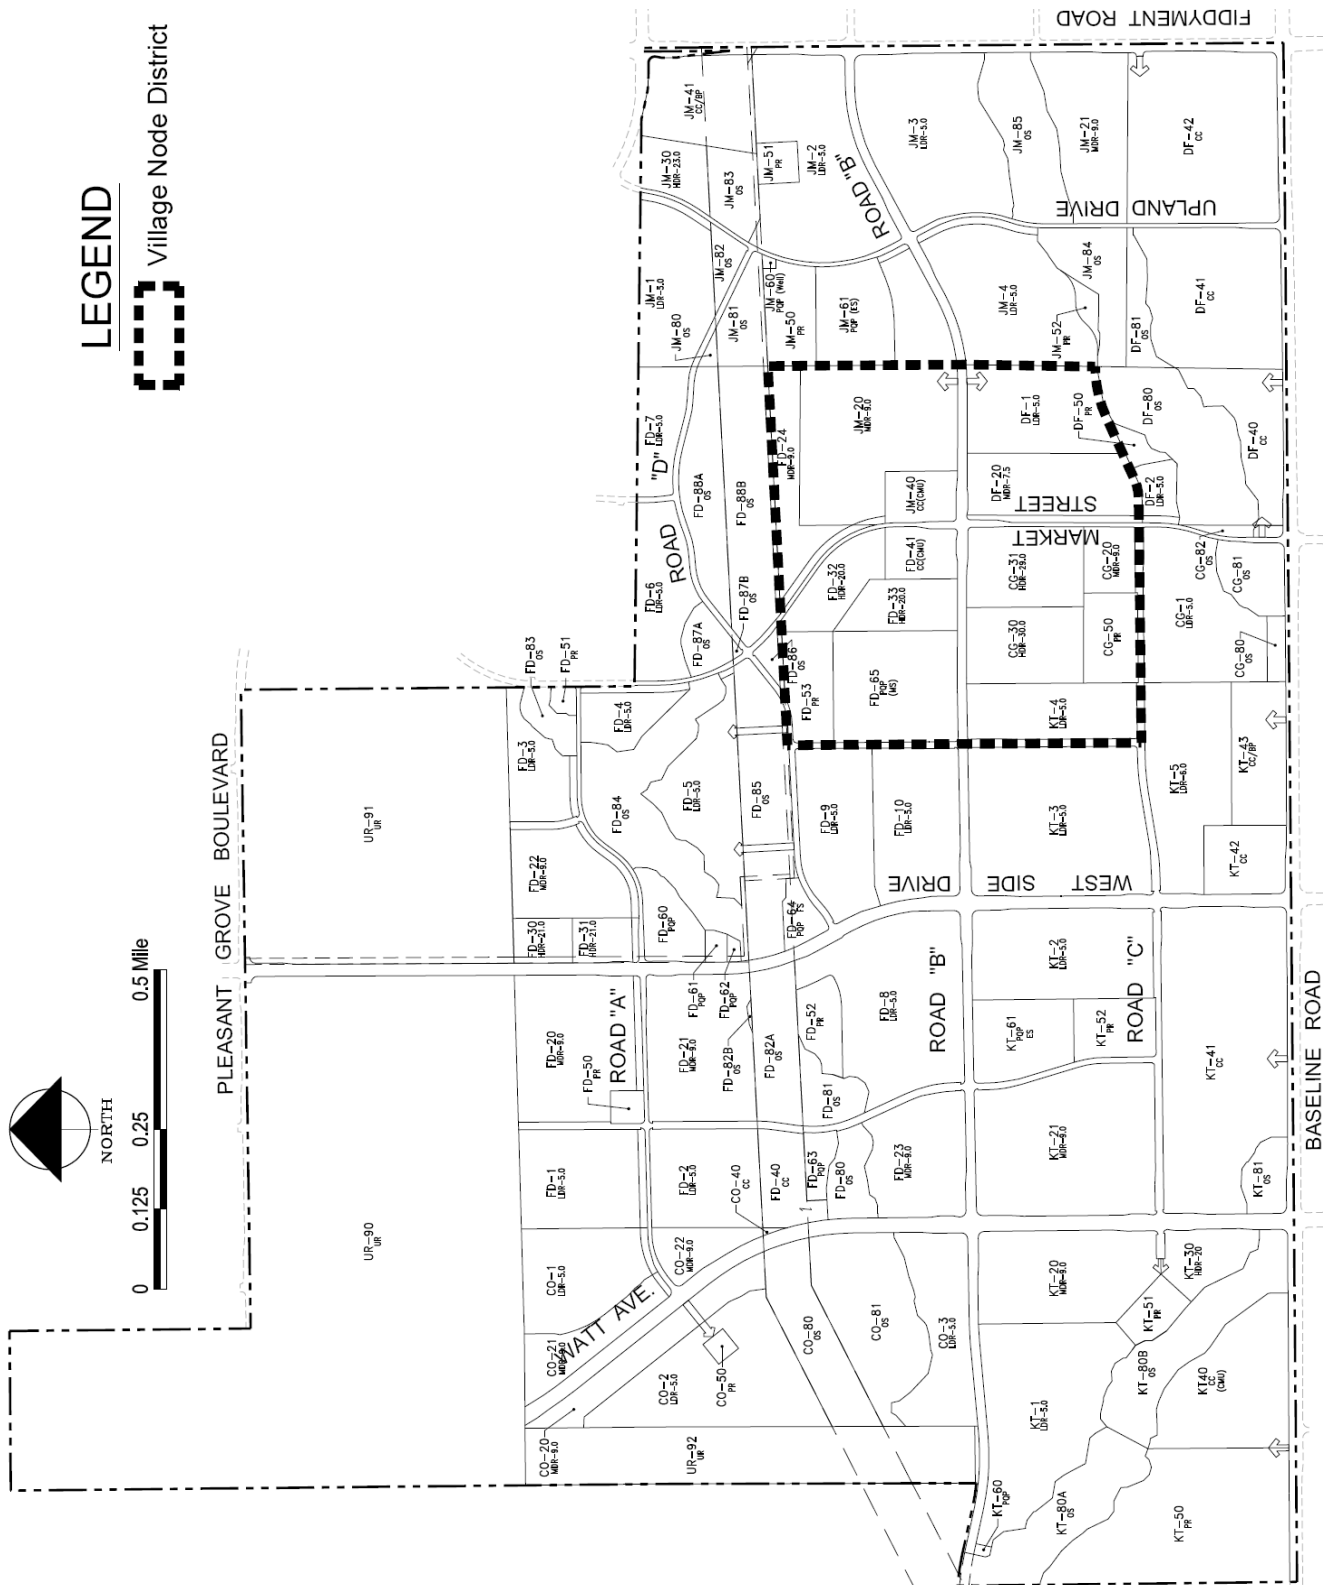 LEGEND
Village Node District
0
0.125
0.25
0.5 Mile
NORTH
PLEASANT GROVE BOULEVARD
FIDDYMENT ROAD
BASELINE ROAD
WATT AVE.
WEST SIDE DRIVE
MARKET STREET
UPLAND DRIVE
ROAD "A"
ROAD "B"
ROAD "B"
ROAD "C"
ROAD "D"
UR-90
UR
UR-91
UR
UR-92
UR
CO-20
MDR-9.0
CO-21
MDR-9.0
CO-1
LDR-5.0
CO-22
MDR-9.0
CO-2
LDR-5.0
CO-50
PR
CO-40
CC
CO-80
OS
CO-81
OS
CO-3
LDR-5.0
FD-1
LDR-5.0
FD-2
LDR-5.0
FD-20
MDR-9.0
FD-50
PR
FD-21
MDR-9.0
FD-40
CC
FD-63
PQP
FD-80
OS
FD-81
OS
FD-23
MDR-9.0
FD-82A
OS
FD-82B
OS
FD-52
PR
FD-8
LDR-5.0
FD-61
PQP
FD-62
PQP
FD-30
HDR-21.0
FD-31
HDR-21.0
FD-60
PQP
FD-64
PQP FS
FD-22
MDR-9.0
FD-3
LDR-5.0
FD-83
OS
FD-51
PR
FD-4
LDR-5.0
FD-84
OS
FD-5
LDR-5.0
FD-85
OS
FD-9
LDR-5.0
FD-10
LDR-5.0
FD-6
LDR-5.0
FD-87A
OS
FD-87B
OS
FD-86
OS
FD-53
PR
FD-65
PQP
(MS)
FD-32
HDR-20.0
FD-33
HDR-20.0
FD-41
CC(CMU)
FD-7
LDR-5.0
FD-88A
OS
FD-88B
OS
FD-24
MDR-9.0
JM-20
MDR-9.0
JM-40
CC(CMU)
JM-1
LDR-5.0
JM-80
OS
JM-81
OS
JM-82
OS
JM-83
OS
JM-30
HDR-23.0
JM-41
CC/BP
JM-51
PR
JM-2
LDR-5.0
JM-60
PQP (Well)
JM-50
PR
JM-61
PQP (ES)
JM-3
LDR-5.0
JM-85
OS
JM-21
MDR-9.0
JM-4
LDR-5.0
JM-84
OS
JM-52
PR
DF-42
CC
DF-41
CC
DF-81
OS
DF-80
OS
DF-40
CC
DF-1
LDR-5.0
DF-50
PR
DF-20
MDR-7.5
DF-2
LDR-5.0
CG-31
HDR-29.0
CG-20
MDR-9.0
CG-30
HDR-30.0
CG-50
PR
CG-1
LDR-5.0
CG-82
OS
CG-81
OS
CG-80
OS
KT-4
LDR-5.0
KT-5
LDR-6.0
KT-43
CC/BP
KT-42
CC
KT-3
LDR-5.0
KT-2
LDR-5.0
KT-61
PQP
ES
KT-52
PR
KT-41
CC
KT-21
MDR-9.0
KT-81
OS
KT-20
MDR-9.0
KT-30
HDR-20
KT-51
PR
KT-80B
OS
KT40
CC
(CMU)
KT-1
LDR-5.0
KT-60
PQP
KT-80A
OS
KT-50
PR